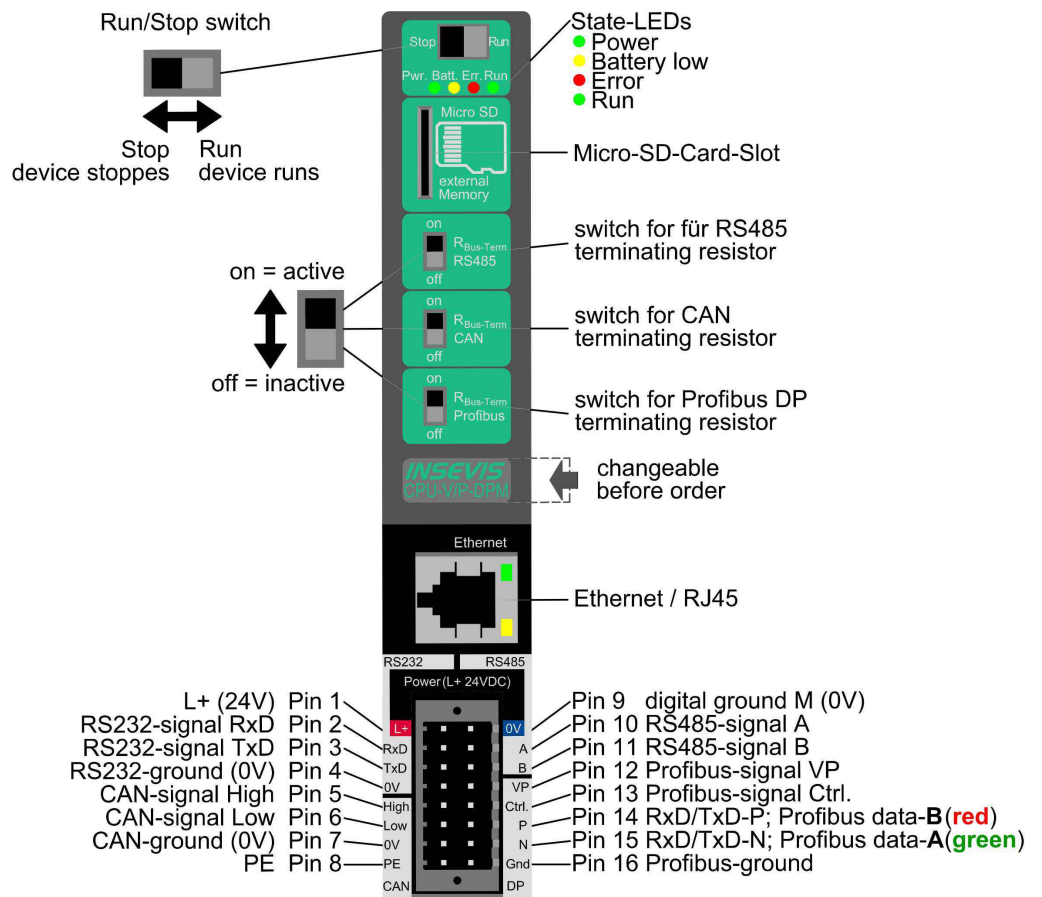 Run/Stop switch
Stop
device stoppes
Run
device runs
Stop
Run
Pwr. Batt. Err. Run
State-LEDs
Power
Battery low
Error
Run
Micro SD
external
Memory
Micro-SD-Card-Slot
on
RBus-Term
RS485
off
switch for für RS485
terminating resistor
on = active
off = inactive
on
RBus-Term
CAN
off
switch for CAN
terminating resistor
on
RBus-Term
Profibus
off
switch for Profibus DP
terminating resistor
INSEVIS
CPU-V/P-DPM
changeable
before order
Ethernet
Ethernet / RJ45
RS232
RS485
Power(L+ 24VDC)
L+ (24V) Pin 1
RS232-signal RxD Pin 2
RS232-signal TxD Pin 3
RS232-ground (0V) Pin 4
CAN-signal High Pin 5
CAN-signal Low Pin 6
CAN-ground (0V) Pin 7
PE Pin 8
L+
RxD
TxD
0V
High
Low
0V
PE
CAN
0V
A
B
VP
Ctrl.
P
N
Gnd
DP
Pin 9 digital ground M (0V)
Pin 10 RS485-signal A
Pin 11 RS485-signal B
Pin 12 Profibus-signal VP
Pin 13 Profibus-signal Ctrl.
Pin 14 RxD/TxD-P; Profibus data-B(red)
Pin 15 RxD/TxD-N; Profibus data-A(green)
Pin 16 Profibus-ground